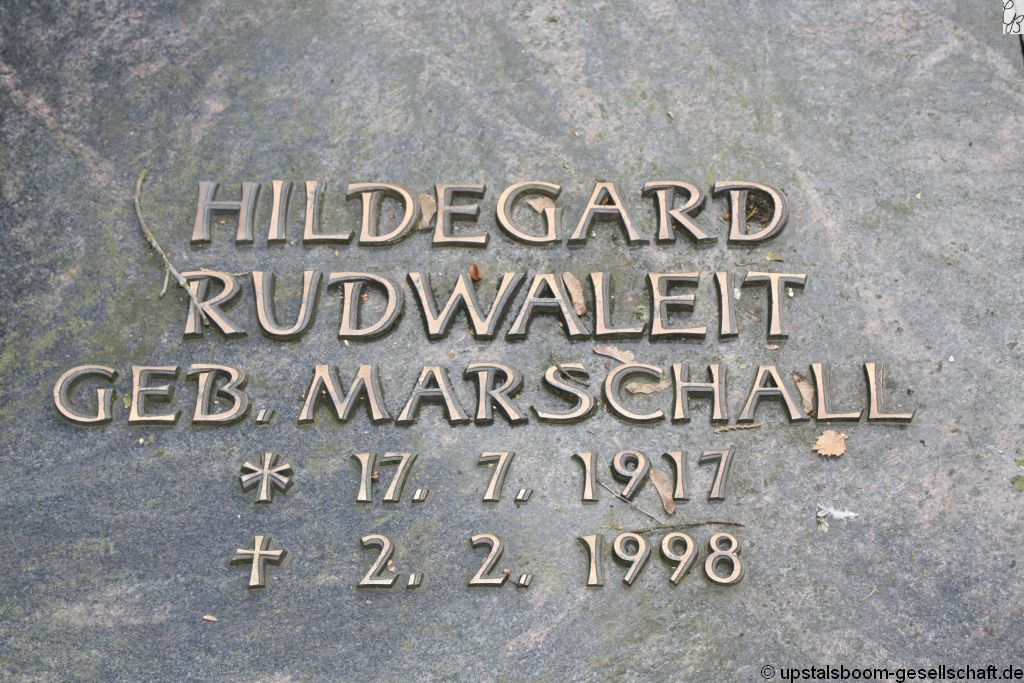 HILDEGARD
RUDWALEIT
GEB. MARSCHALL
* 17. 7. 1917
† 2. 2. 1998
© upstalsboom-gesellschaft.de